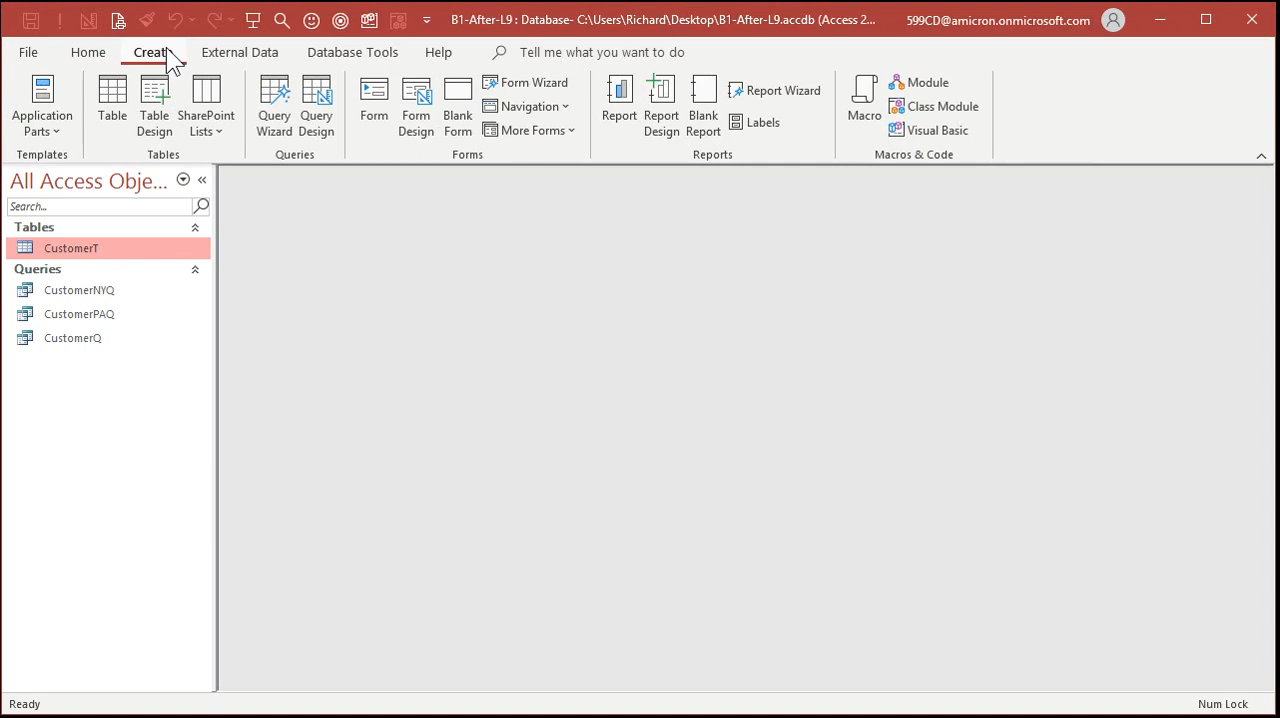 B1-After-L9 : Database- C:\Users\Richard\Desktop\B1-After-L9.accdb (Access 2...
599CD@amicron.onmicrosoft.com
File Home Create External Data Database Tools Help Tell me what you want to do
Application Parts
Table
Table Design
SharePoint Lists
Query Wizard
Query Design
Form
Form Design
Blank Form
Form Wizard
Navigation
More Forms
Report
Report Design
Blank Report
Report Wizard
Labels
Macro
Module
Class Module
Visual Basic
Templates Tables Queries Forms Reports Macros & Code
All Access Obje...
Search...
Tables
CustomerT
Queries
CustomerNYQ
CustomerPAQ
CustomerQ
Ready
Num Lock